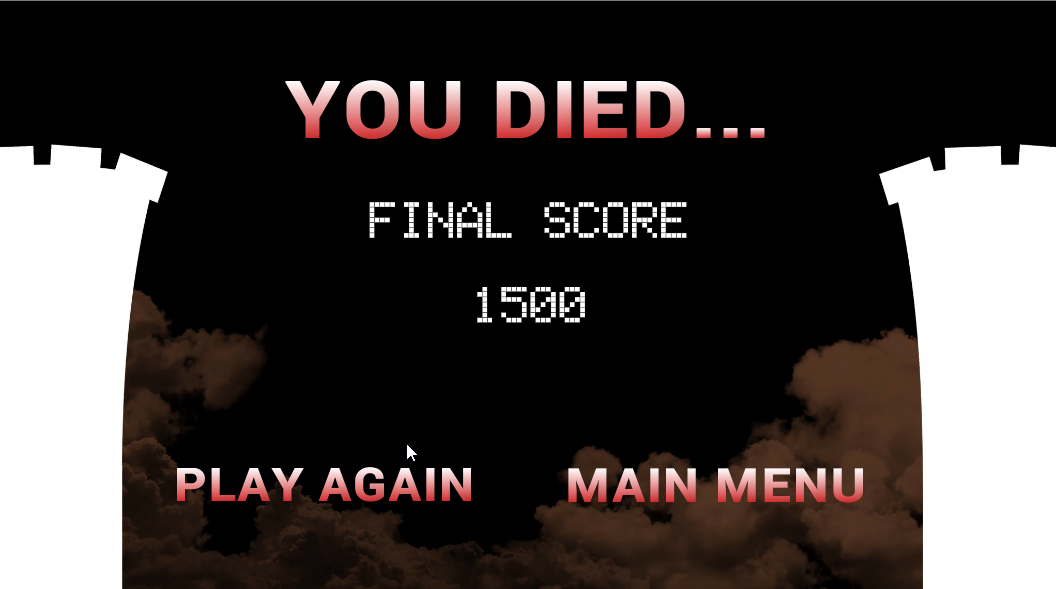 YOU DIED...
FINAL SCORE
1500
PLAY AGAIN
MAIN MENU